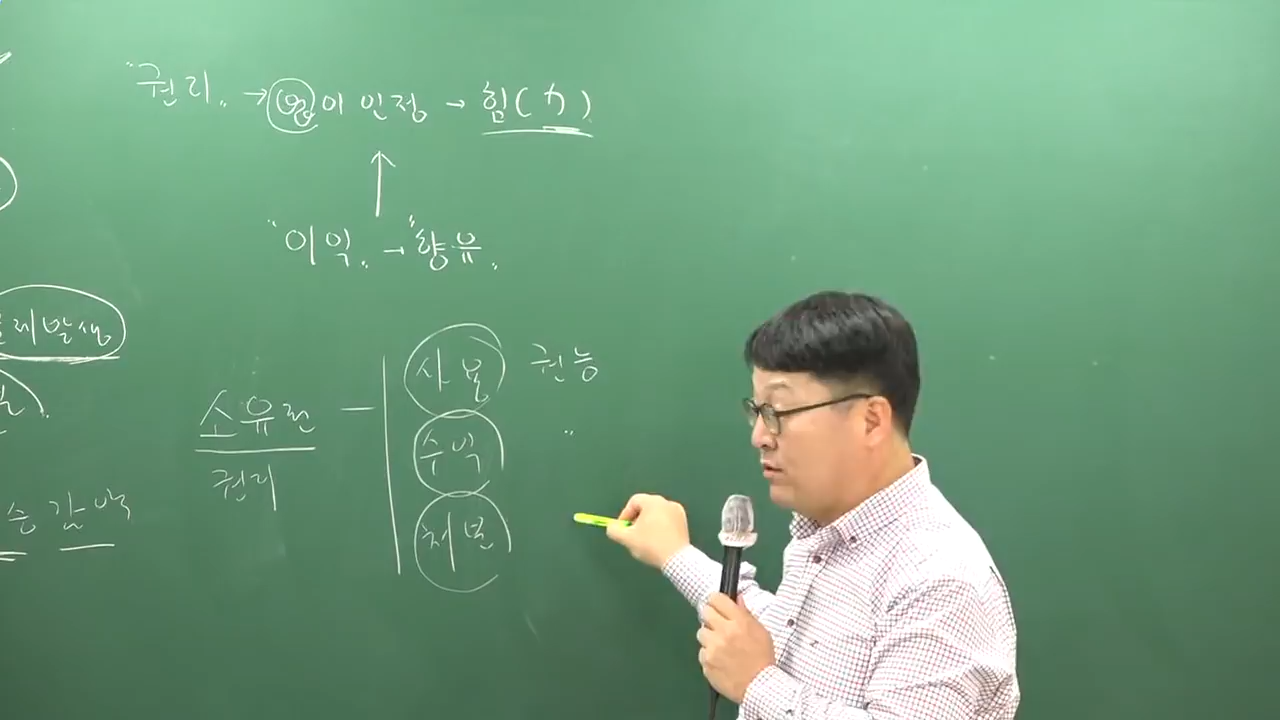 "권리" → 법이 인정 → 힘(力)
↑
"이익" → "향유"
소유권 — 사용 권능
권리
수익 "
처분